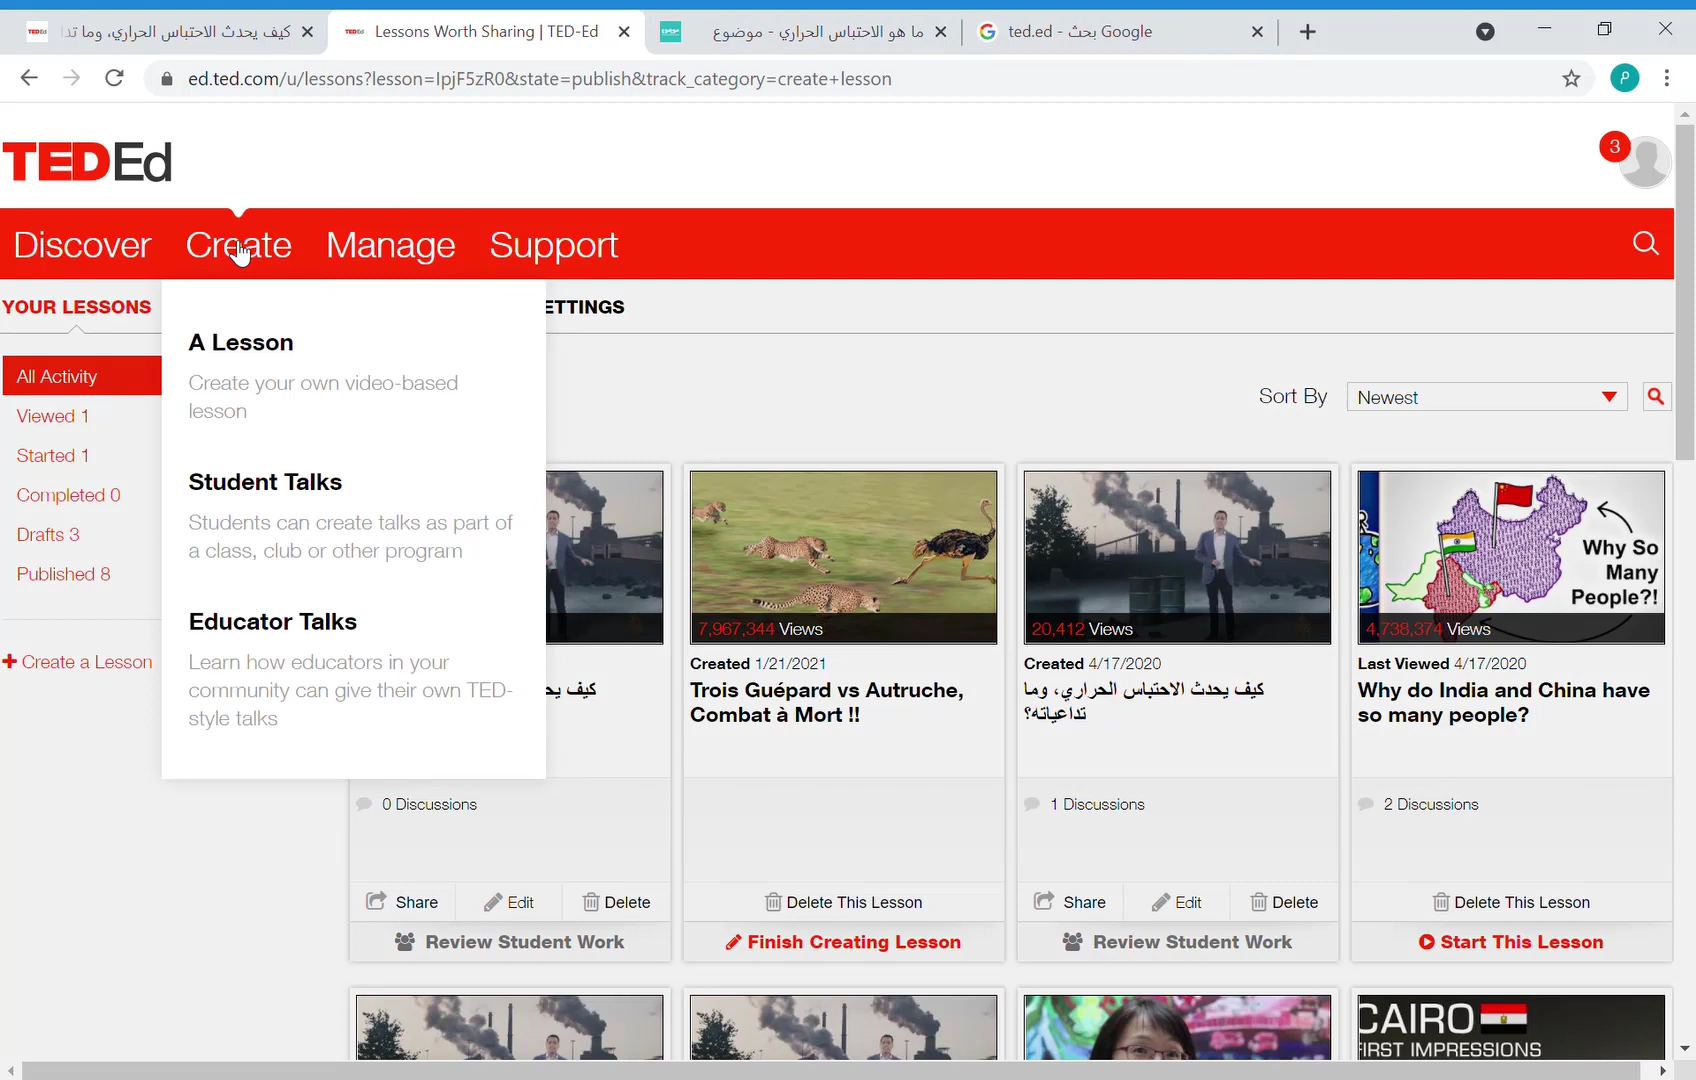 كيف يحدث الاحتباس الحراري، وما تدا
Lessons Worth Sharing | TED-Ed
ما هو الاحتباس الحراري - موضوع
ted.ed - بحث Google
ed.ted.com/u/lessons?lesson=IpjF5zR0&state=publish&track_category=create+lesson
TEDEd
3
Discover Create Manage Support
YOUR LESSONS
ETTINGS
A Lesson
Create your own video-based
lesson
Student Talks
Students can create talks as part of
a class, club or other program
Educator Talks
Learn how educators in your
community can give their own TED-
style talks
All Activity
Viewed 1
Started 1
Completed 0
Drafts 3
Published 8
Create a Lesson
Sort By Newest
كيف يح
0 Discussions
Share Edit Delete
Review Student Work
7,967,344 Views
Created 1/21/2021
Trois Guépard vs Autruche,
Combat à Mort !!
Delete This Lesson
Finish Creating Lesson
20,412 Views
Created 4/17/2020
كيف يحدث الاحتباس الحراري، وما
تداعياته؟
1 Discussions
Share Edit Delete
Review Student Work
Why So
Many
People?!
4,738,374 Views
Last Viewed 4/17/2020
Why do India and China have
so many people?
2 Discussions
Delete This Lesson
Start This Lesson
CAIRO
FIRST IMPRESSIONS